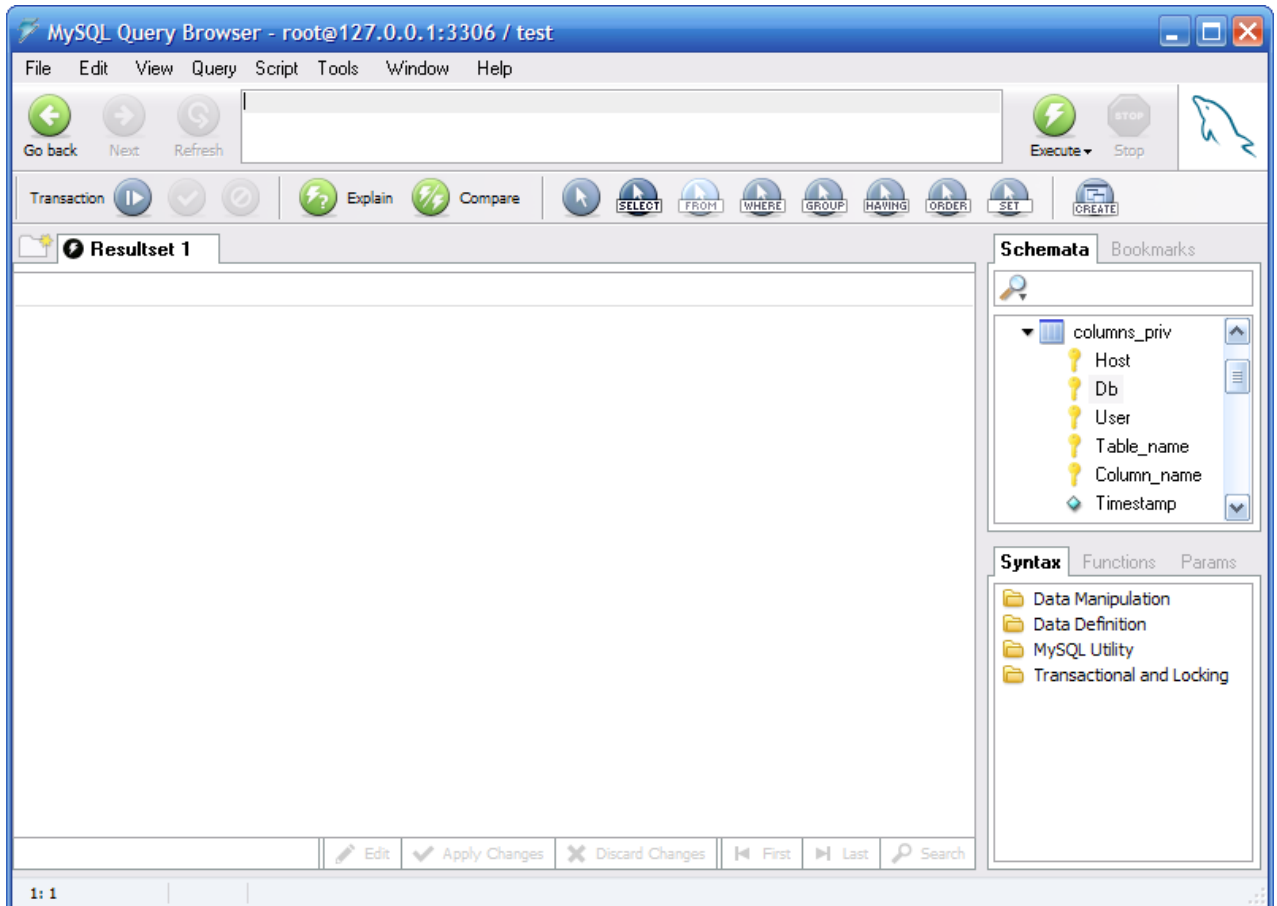 MySQL Query Browser - root@127.0.0.1:3306 / test
File Edit View Query Script Tools Window Help
Go back Next Refresh Execute STOP Stop
Transaction Explain Compare SELECT FROM WHERE GROUP HAVING ORDER SET CREATE
Resultset 1
Schemata Bookmarks
columns_priv
Host
Db
User
Table_name
Column_name
Timestamp
Syntax Functions Params
Data Manipulation
Data Definition
MySQL Utility
Transactional and Locking
Edit Apply Changes Discard Changes First Last Search
1: 1